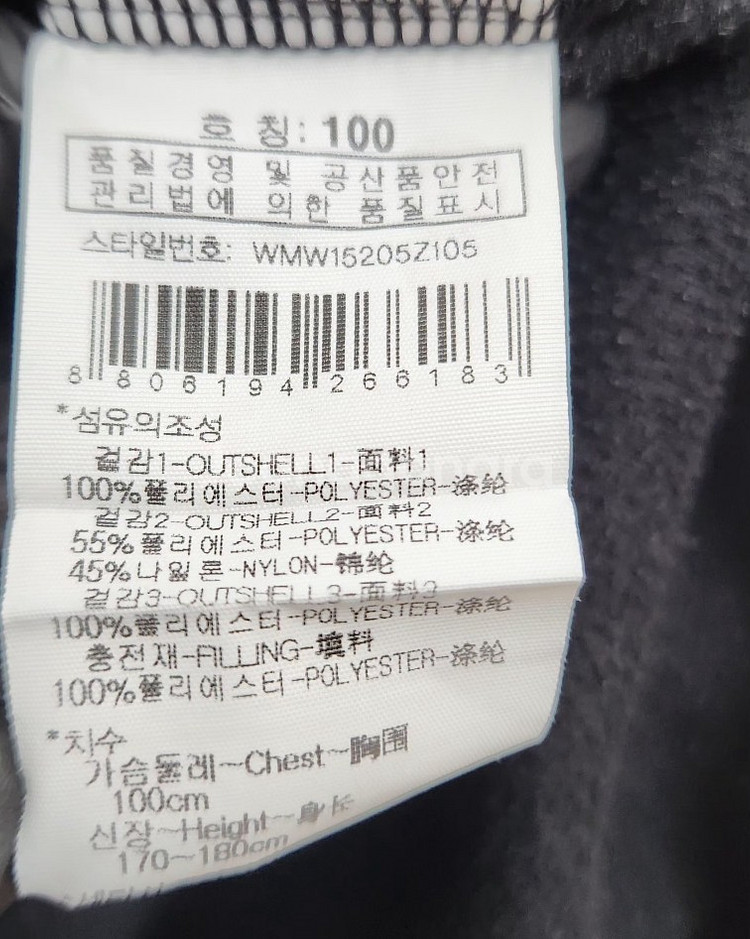 호 칭: 100
품질경영 및 공산품안전
관리법에 의한 품질표시
스타일번호: WMW15205Z105
8 806194 266183
*섬유의조성
겉감1-OUTSHELL1-面料1
100%폴리에스터-POLYESTER-涤纶
겉감2-OUTSHELL2-面料2
55%폴리에스터-POLYESTER-涤纶
45%나일론-NYLON-锦纶
겉감3-OUTSHELL3-面料3
100%폴리에스터-POLYESTER-涤纶
충전재-FILLING-填料
100%폴리에스터-POLYESTER-涤纶
*치수
가슴둘레~Chest~胸围
100cm
신장~Height~身长
170~180cm